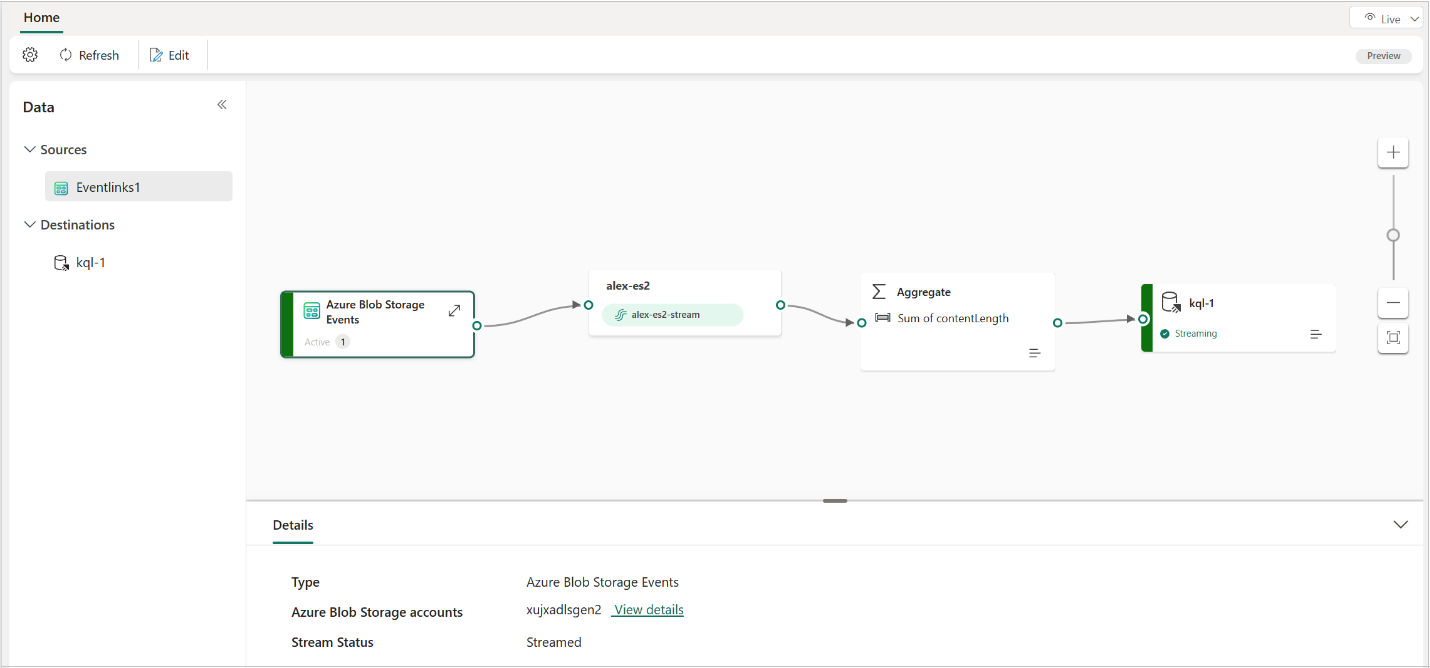 Home
Live
Refresh
Edit
Preview
Data
Sources
Eventlinks1
Destinations
kql-1
Azure Blob Storage
Events
Active 1
alex-es2
alex-es2-stream
Aggregate
Sum of contentLength
kql-1
Streaming
Details
Type
Azure Blob Storage Events
Azure Blob Storage accounts
xujxadlsgen2 View details
Stream Status
Streamed